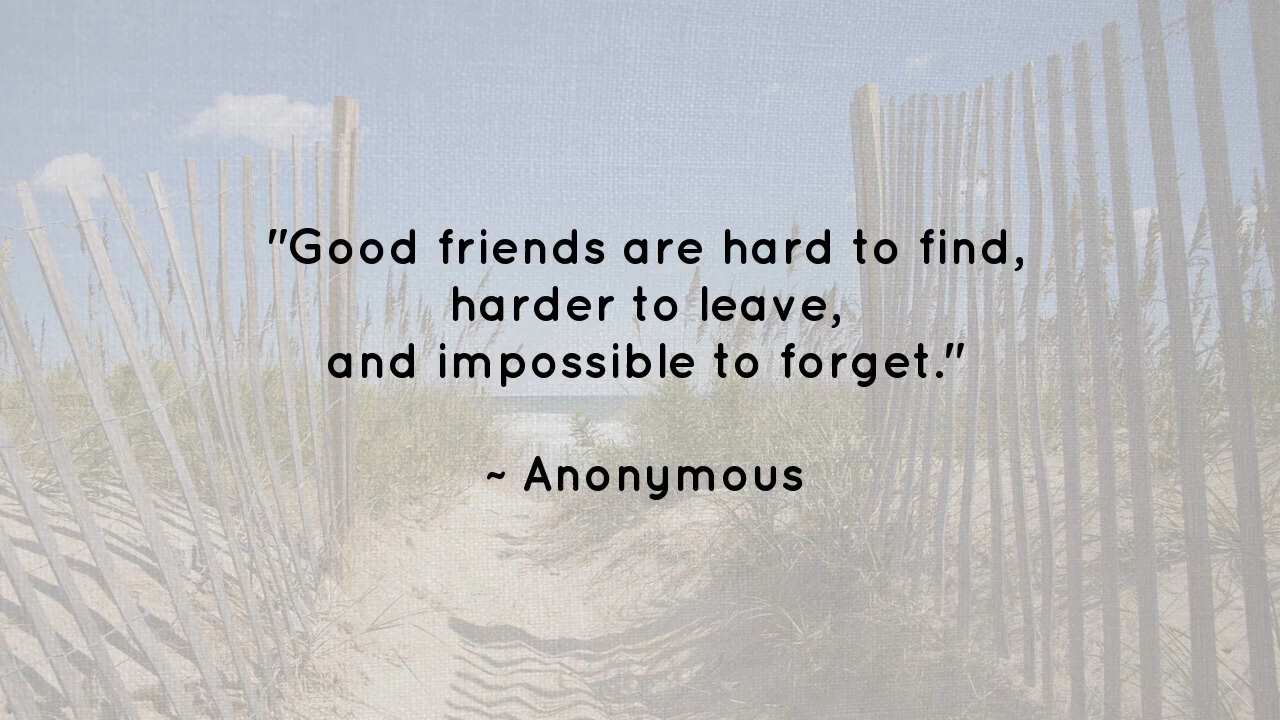 "Good friends are hard to find,
harder to leave,
and impossible to forget."
~ Anonymous